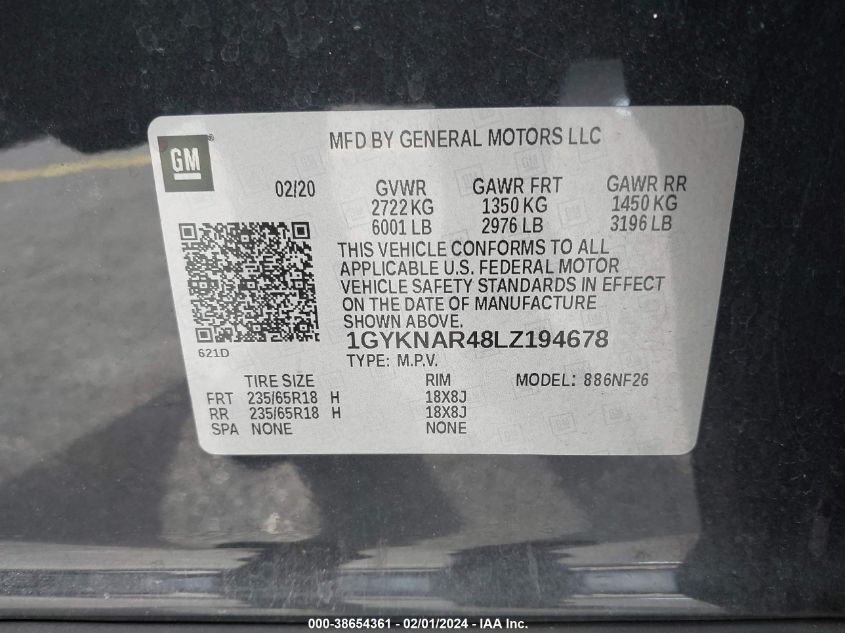 GM®
MFD BY GENERAL MOTORS LLC
02/20 GVWR GAWR FRT GAWR RR
2722 KG 1350 KG 1450 KG
6001 LB 2976 LB 3196 LB
THIS VEHICLE CONFORMS TO ALL
APPLICABLE U.S. FEDERAL MOTOR
VEHICLE SAFETY STANDARDS IN EFFECT
ON THE DATE OF MANUFACTURE
SHOWN ABOVE.
1GYKNAR48LZ194678
621D
TYPE: M.P.V.
TIRE SIZE RIM MODEL: 886NF26
FRT 235/65R18 H 18X8J
RR 235/65R18 H 18X8J
SPA NONE NONE
000-38654361 - 02/01/2024 - IAA Inc.